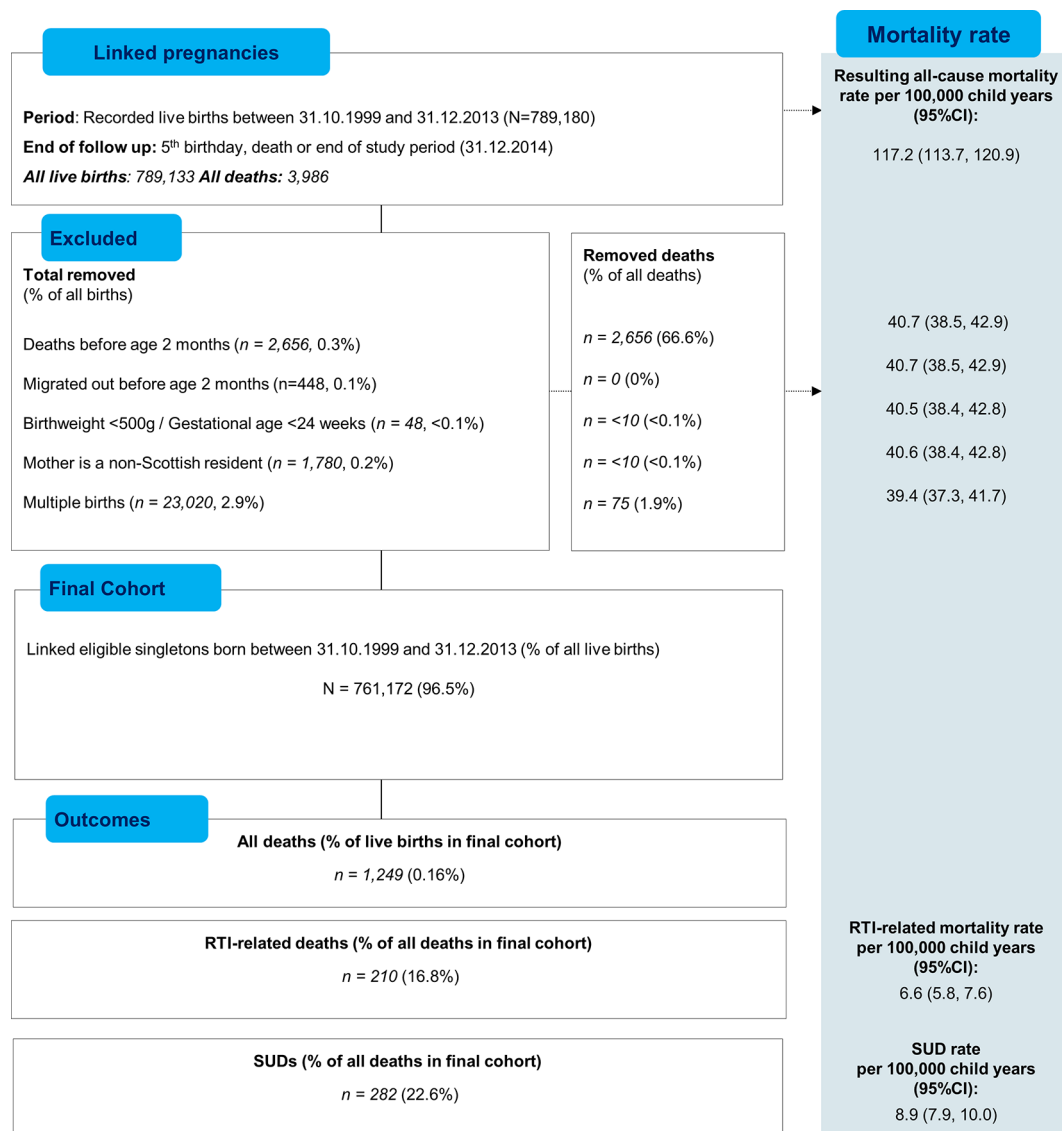 Linked pregnancies
Period: Recorded live births between 31.10.1999 and 31.12.2013 (N=789,180)
End of follow up: 5th birthday, death or end of study period (31.12.2014)
All live births: 789,133 All deaths: 3,986
Mortality rate
Resulting all-cause mortality
rate per 100,000 child years
(95%CI):
117.2 (113.7, 120.9)
Excluded
Total removed
(% of all births)
Deaths before age 2 months (n = 2,656, 0.3%)
Migrated out before age 2 months (n=448, 0.1%)
Birthweight <500g / Gestational age <24 weeks (n = 48, <0.1%)
Mother is a non-Scottish resident (n = 1,780, 0.2%)
Multiple births (n = 23,020, 2.9%)
Removed deaths
(% of all deaths)
n = 2,656 (66.6%)
n = 0 (0%)
n = <10 (<0.1%)
n = <10 (<0.1%)
n = 75 (1.9%)
40.7 (38.5, 42.9)
40.7 (38.5, 42.9)
40.5 (38.4, 42.8)
40.6 (38.4, 42.8)
39.4 (37.3, 41.7)
Final Cohort
Linked eligible singletons born between 31.10.1999 and 31.12.2013 (% of all live births)
N = 761,172 (96.5%)
Outcomes
All deaths (% of live births in final cohort)
n = 1,249 (0.16%)
RTI-related deaths (% of all deaths in final cohort)
n = 210 (16.8%)
RTI-related mortality rate
per 100,000 child years
(95%CI):
6.6 (5.8, 7.6)
SUDs (% of all deaths in final cohort)
n = 282 (22.6%)
SUD rate
per 100,000 child years
(95%CI):
8.9 (7.9, 10.0)